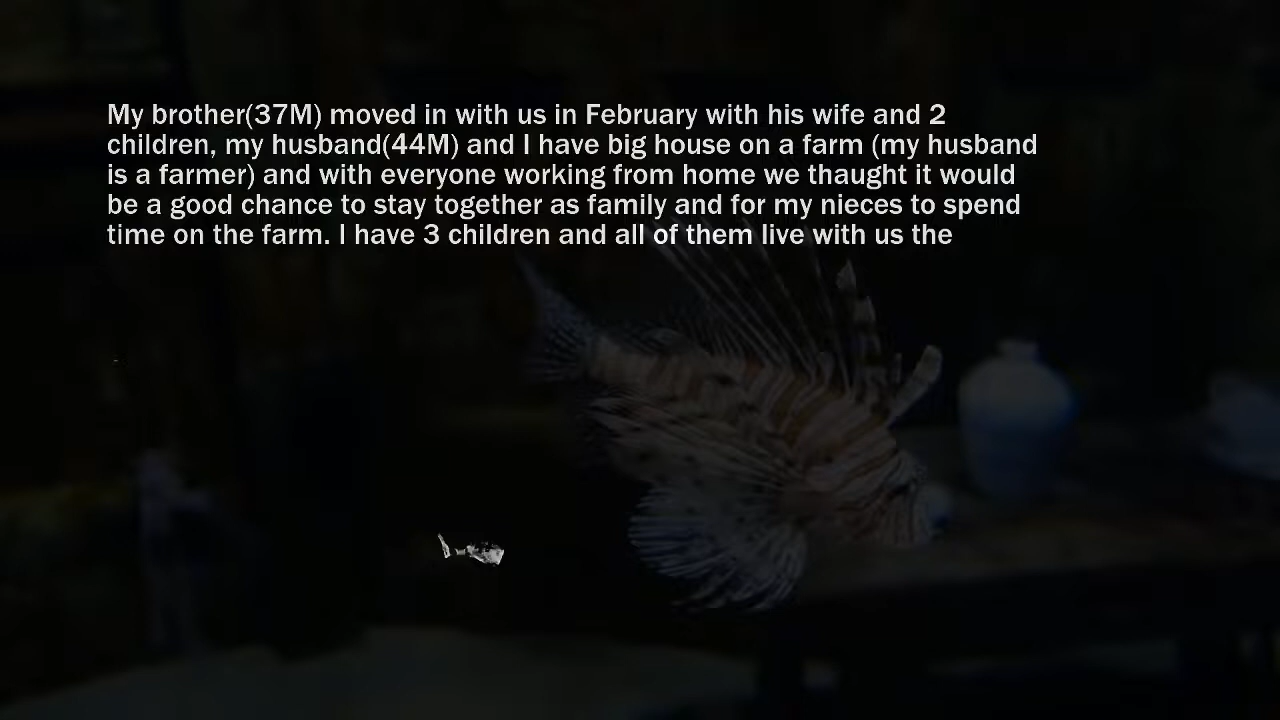 My brother(37M) moved in with us in February with his wife and 2
children, my husband(44M) and I have big house on a farm (my husband
is a farmer) and with everyone working from home we thaught it would
be a good chance to stay together as family and for my nieces to spend
time on the farm. I have 3 children and all of them live with us the